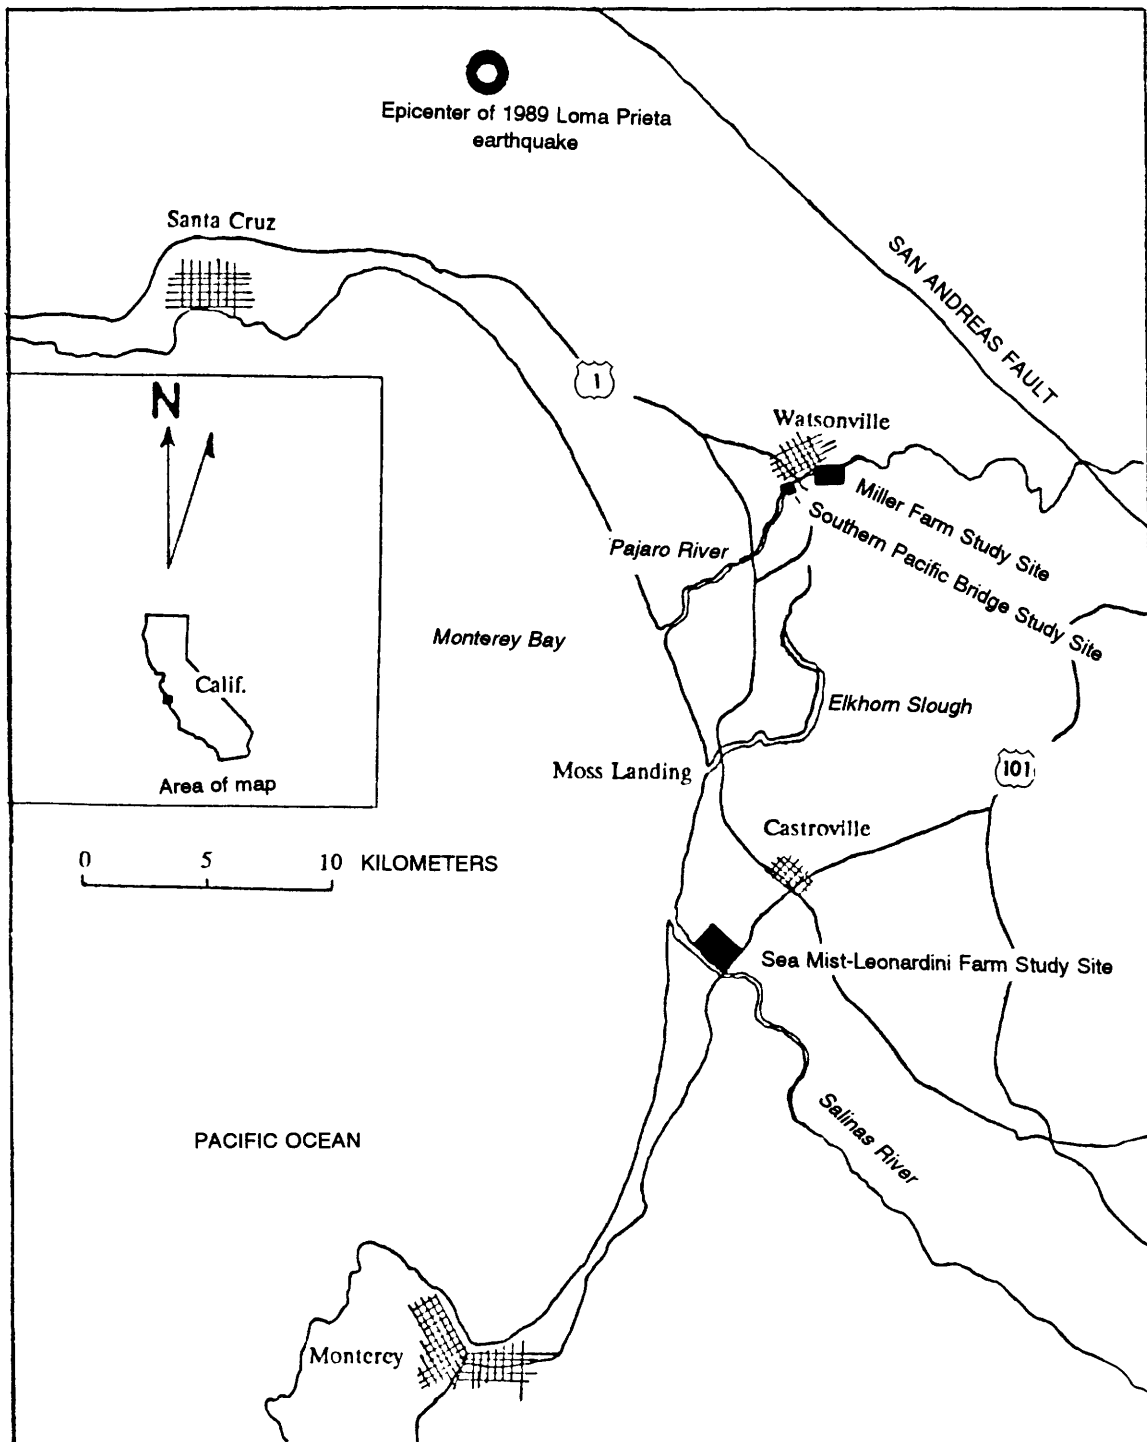 Epicenter of 1989 Loma Prieta
earthquake
Santa Cruz
SAN ANDREAS FAULT
1
Watsonville
N
Miller Farm Study Site
Southern Pacific Bridge Study Site
Pajaro River
Monterey Bay
Calif.
Elkhorn Slough
Area of map
Moss Landing
101
Castroville
0 5 10 KILOMETERS
Sea Mist-Leonardini Farm Study Site
Salinas River
PACIFIC OCEAN
Monterey